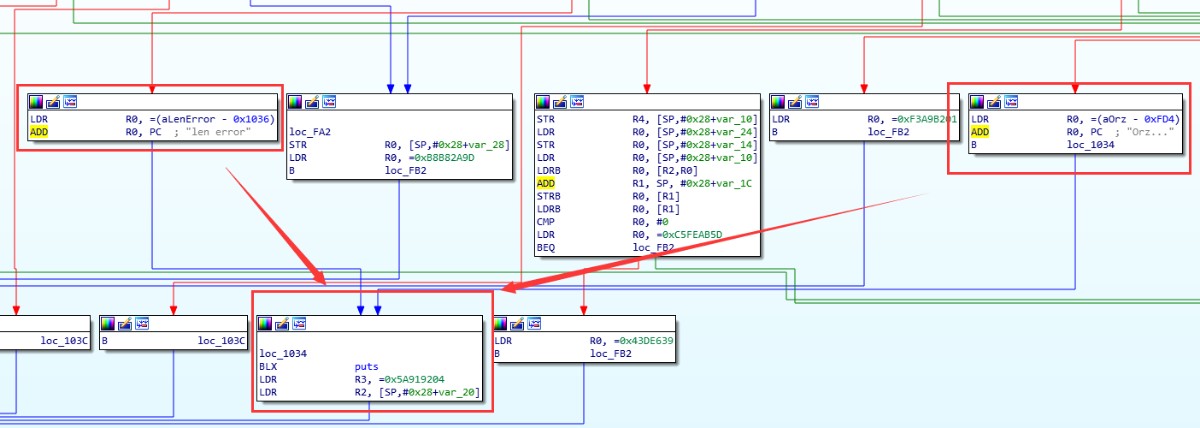 LDR R0, =(aLenError - 0x1036)
ADD R0, PC ; "len error"
loc_FA2
STR R0, [SP,#0x28+var_28]
LDR R0, =0xB8B82A9D
B loc_FB2
STR R4, [SP,#0x28+var_10]
LDR R0, [SP,#0x28+var_24]
STR R0, [SP,#0x28+var_14]
LDR R2, [SP,#0x28+var_10]
LDRB R0, [R2,R0]
ADD R1, SP, #0x28+var_1C
STRB R0, [R1]
LDRB R0, [R1]
CMP R0, #0
LDR R0, =0xC5FEAB5D
BEQ loc_FB2
LDR R0, =0xF3A9B201
B loc_FB2
LDR R0, =(aOrz - 0xFD4)
ADD R0, PC ; "Orz..."
B loc_1034
loc_103C
B loc_103C
loc_1034
BLX puts
LDR R3, =0x5A919204
LDR R2, [SP,#0x28+var_20]
LDR R0, =0x43DE639
B loc_FB2